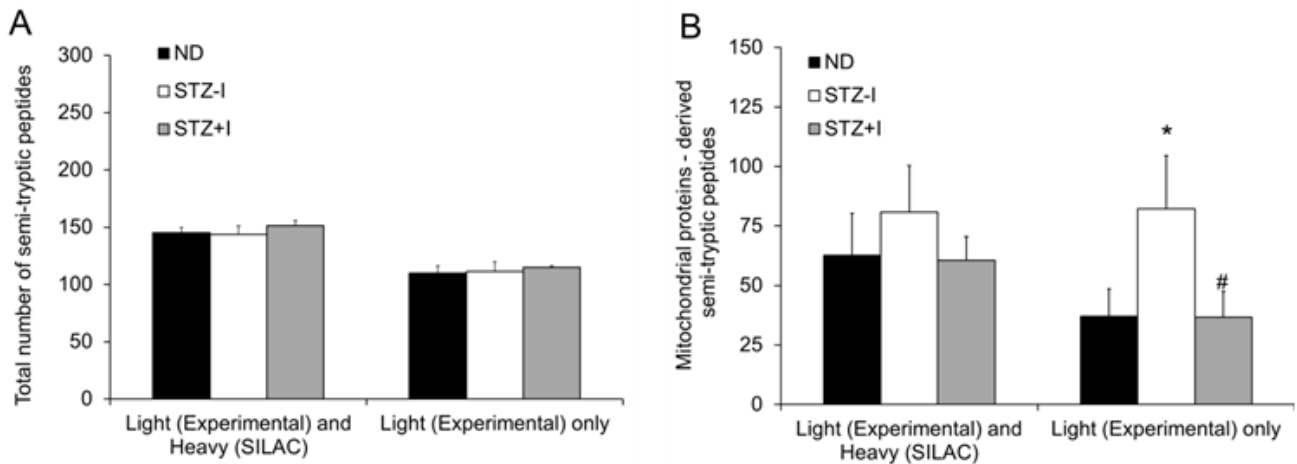 A
Total number of semi-tryptic peptides
300
250
200
150
100
50
0
ND
STZ-I
STZ+I
Light (Experimental) and
Heavy (SILAC)
Light (Experimental) only
B
Mitochondrial proteins - derived
semi-tryptic peptides
150
125
100
75
50
25
0
ND
STZ-I
STZ+I
*
#
Light (Experimental) and
Heavy (SILAC)
Light (Experimental) only